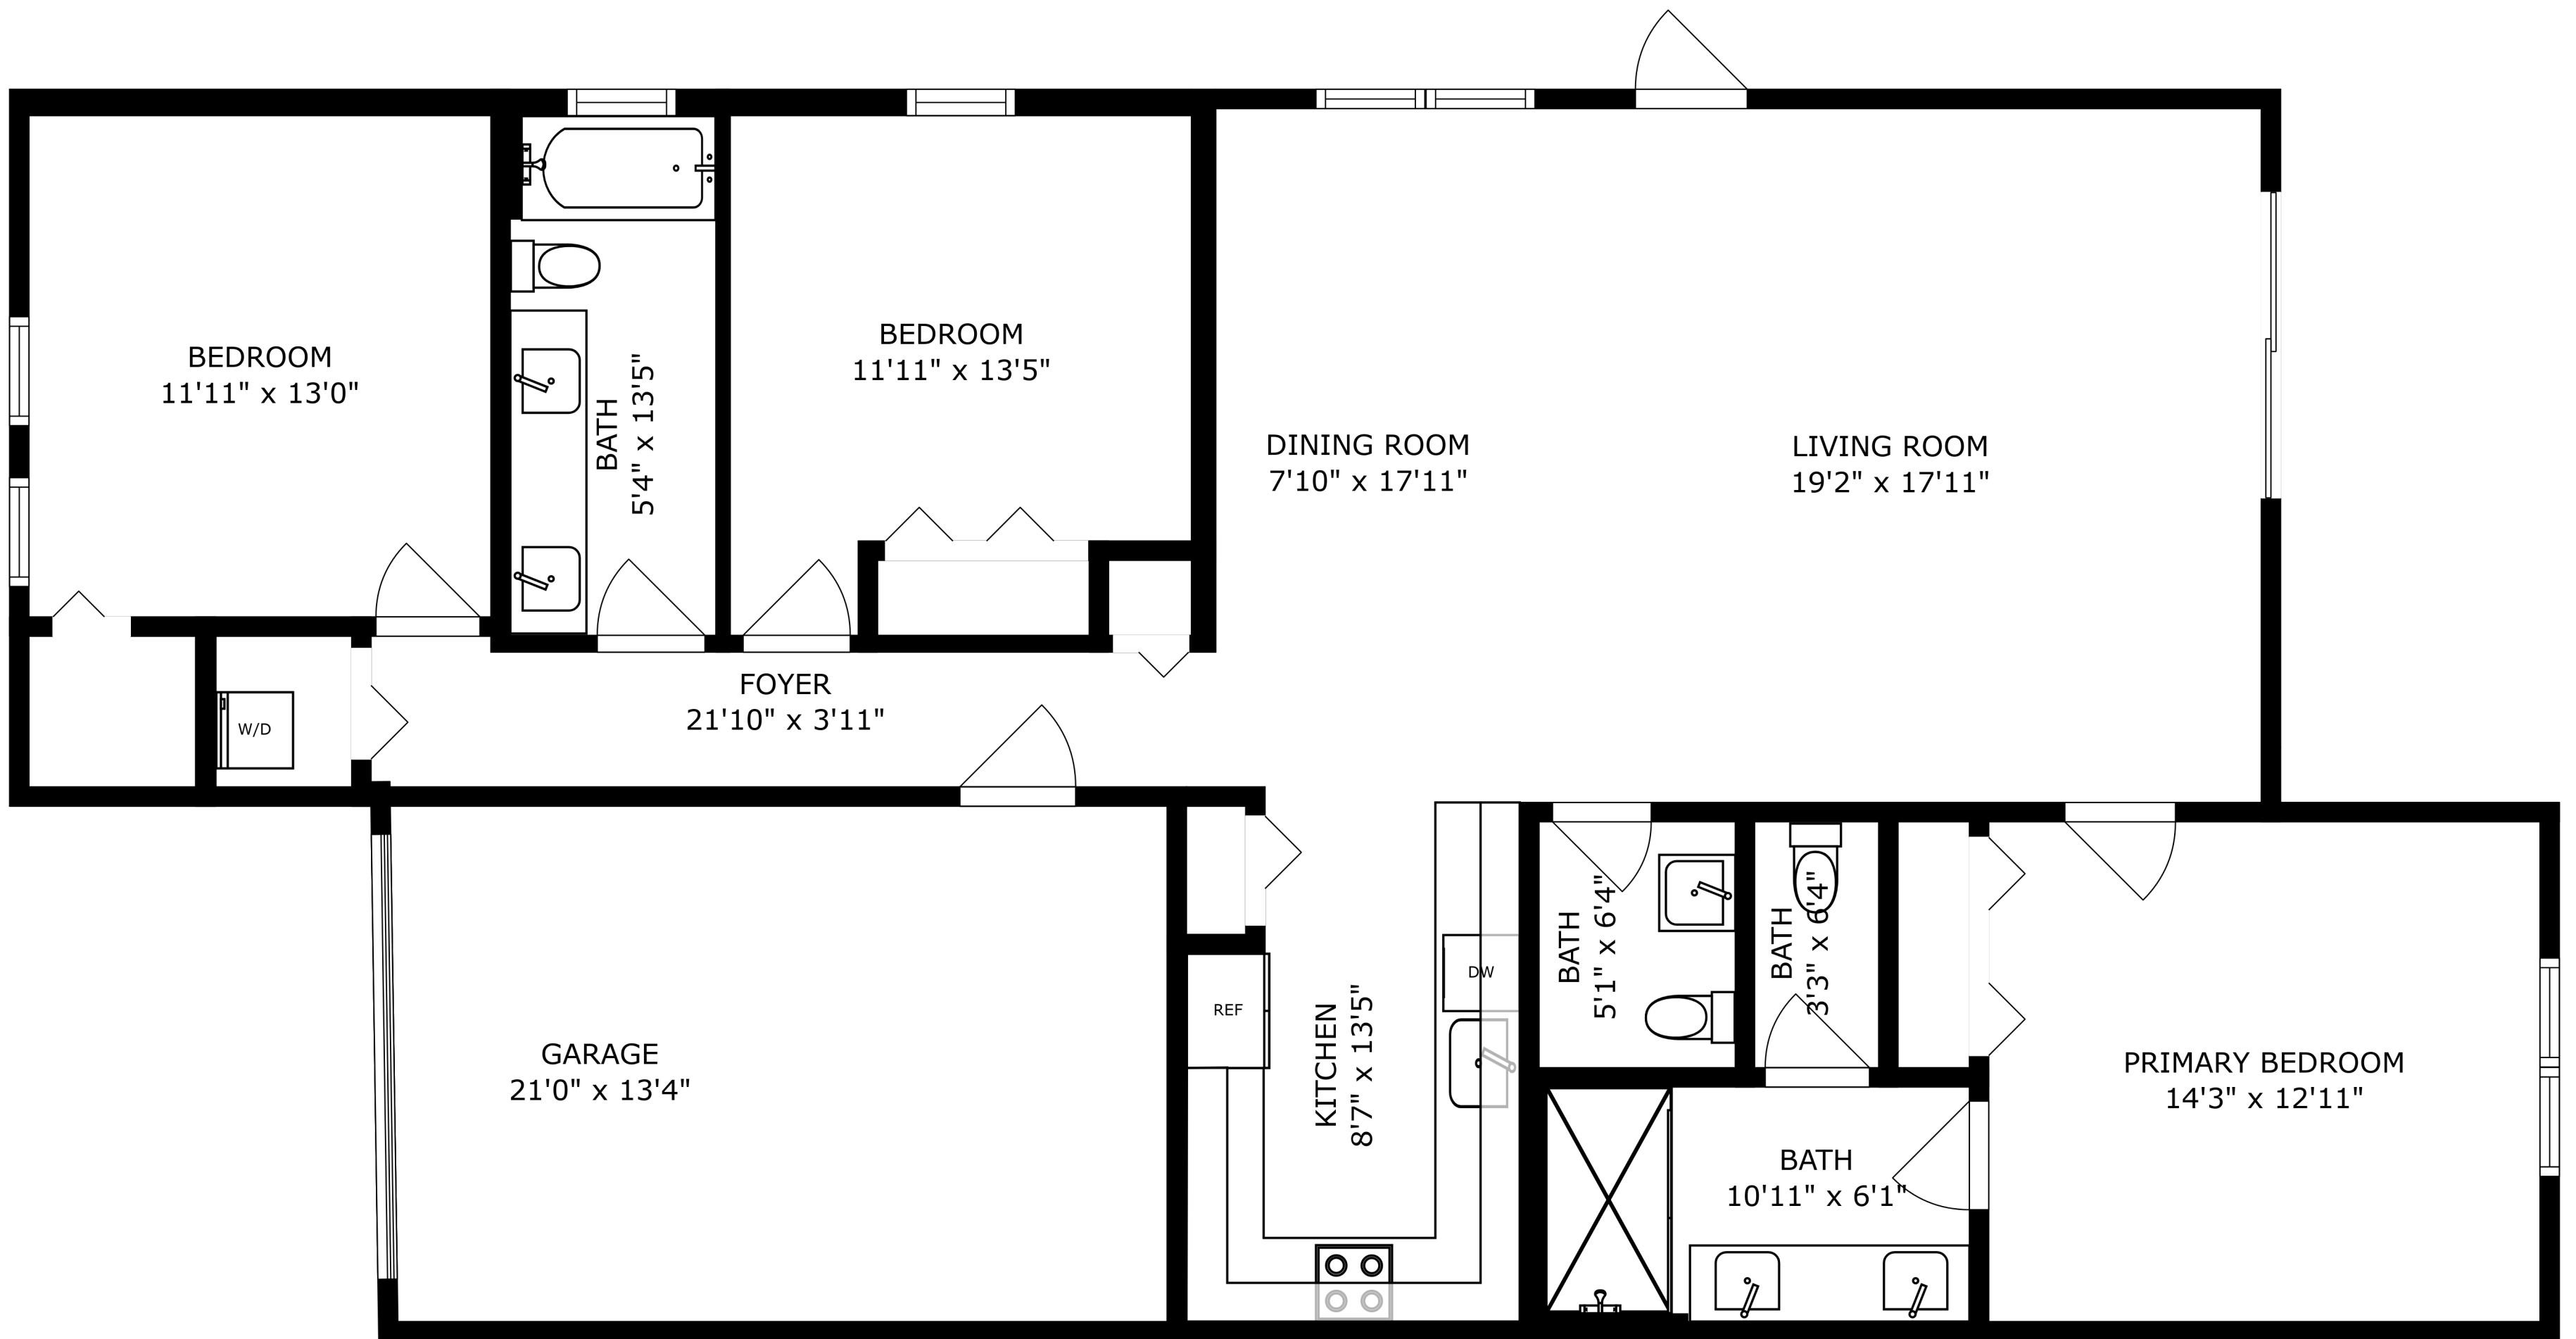 BEDROOM
11'11" x 13'0"
BATH
5'4" x 13'5"
BEDROOM
11'11" x 13'5"
DINING ROOM
7'10" x 17'11"
LIVING ROOM
19'2" x 17'11"
W/D
FOYER
21'10" x 3'11"
GARAGE
21'0" x 13'4"
REF
KITCHEN
8'7" x 13'5"
DW
BATH
5'1" x 6'4"
BATH
3'3" x 6'4"
BATH
10'11" x 6'1"
PRIMARY BEDROOM
14'3" x 12'11"